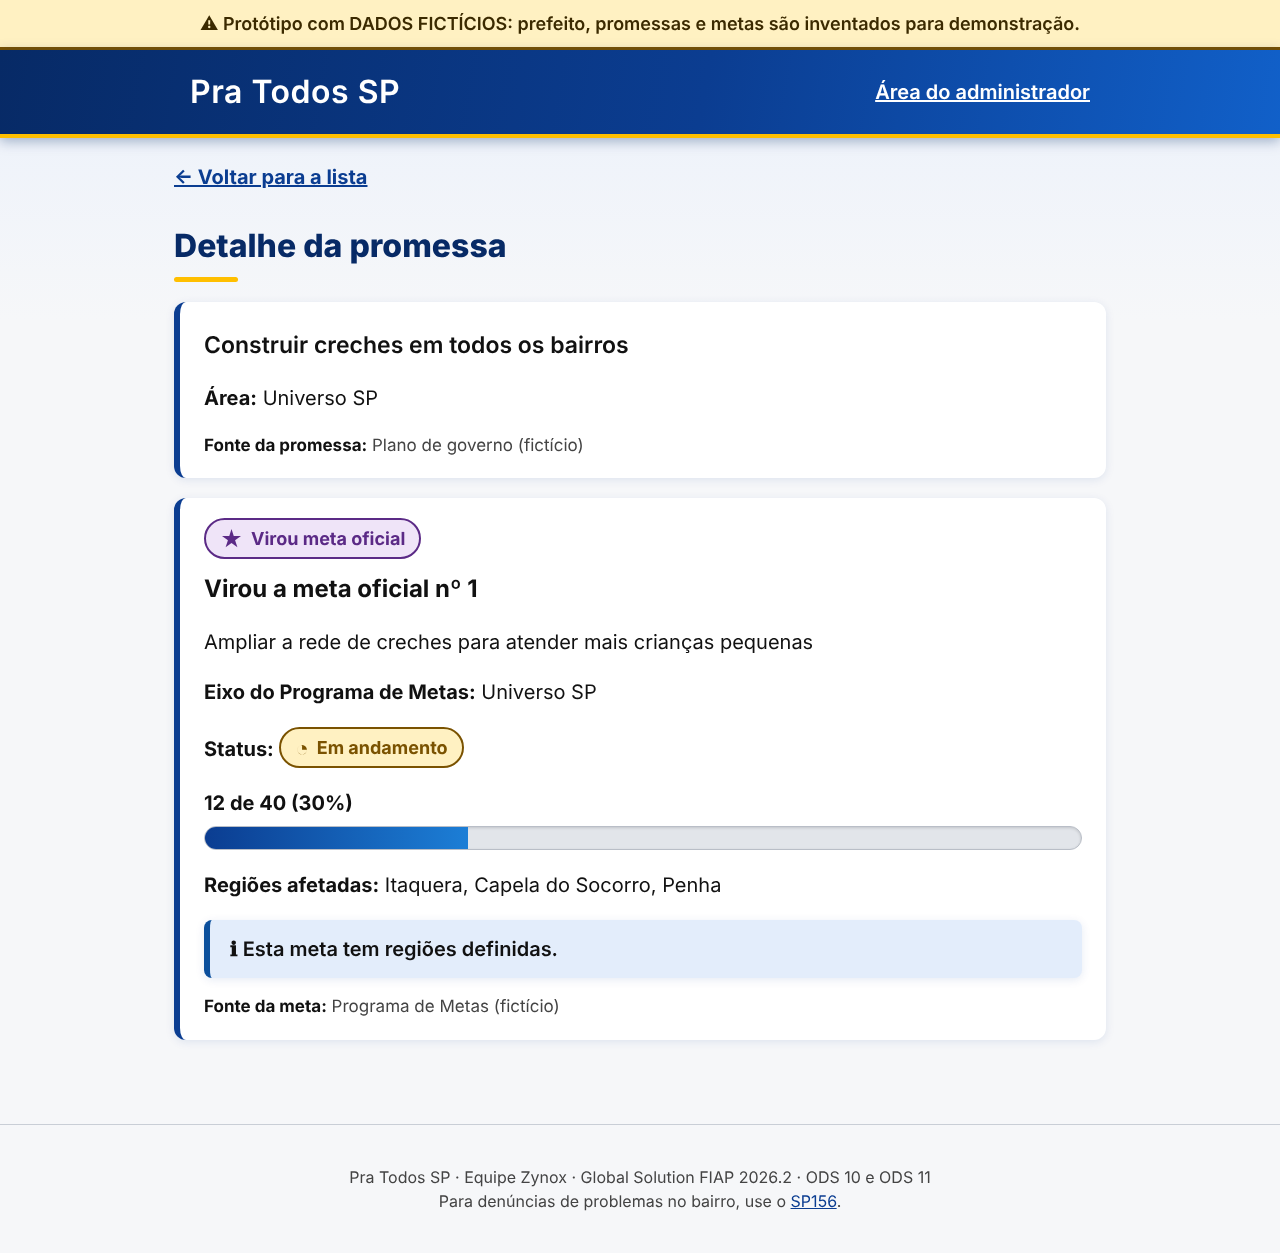 ⚠ Protótipo com DADOS FICTÍCIOS: prefeito, promessas e metas são inventados para demonstração.
Pra Todos SP
Área do administrador
← Voltar para a lista
Detalhe da promessa
Construir creches em todos os bairros
Área: Universo SP
Fonte da promessa: Plano de governo (fictício)
★ Virou meta oficial
Virou a meta oficial nº 1
Ampliar a rede de creches para atender mais crianças pequenas
Eixo do Programa de Metas: Universo SP
Status: Em andamento
12 de 40 (30%)
Regiões afetadas: Itaquera, Capela do Socorro, Penha
ℹ Esta meta tem regiões definidas.
Fonte da meta: Programa de Metas (fictício)
Pra Todos SP · Equipe Zynox · Global Solution FIAP 2026.2 · ODS 10 e ODS 11
Para denúncias de problemas no bairro, use o SP156.